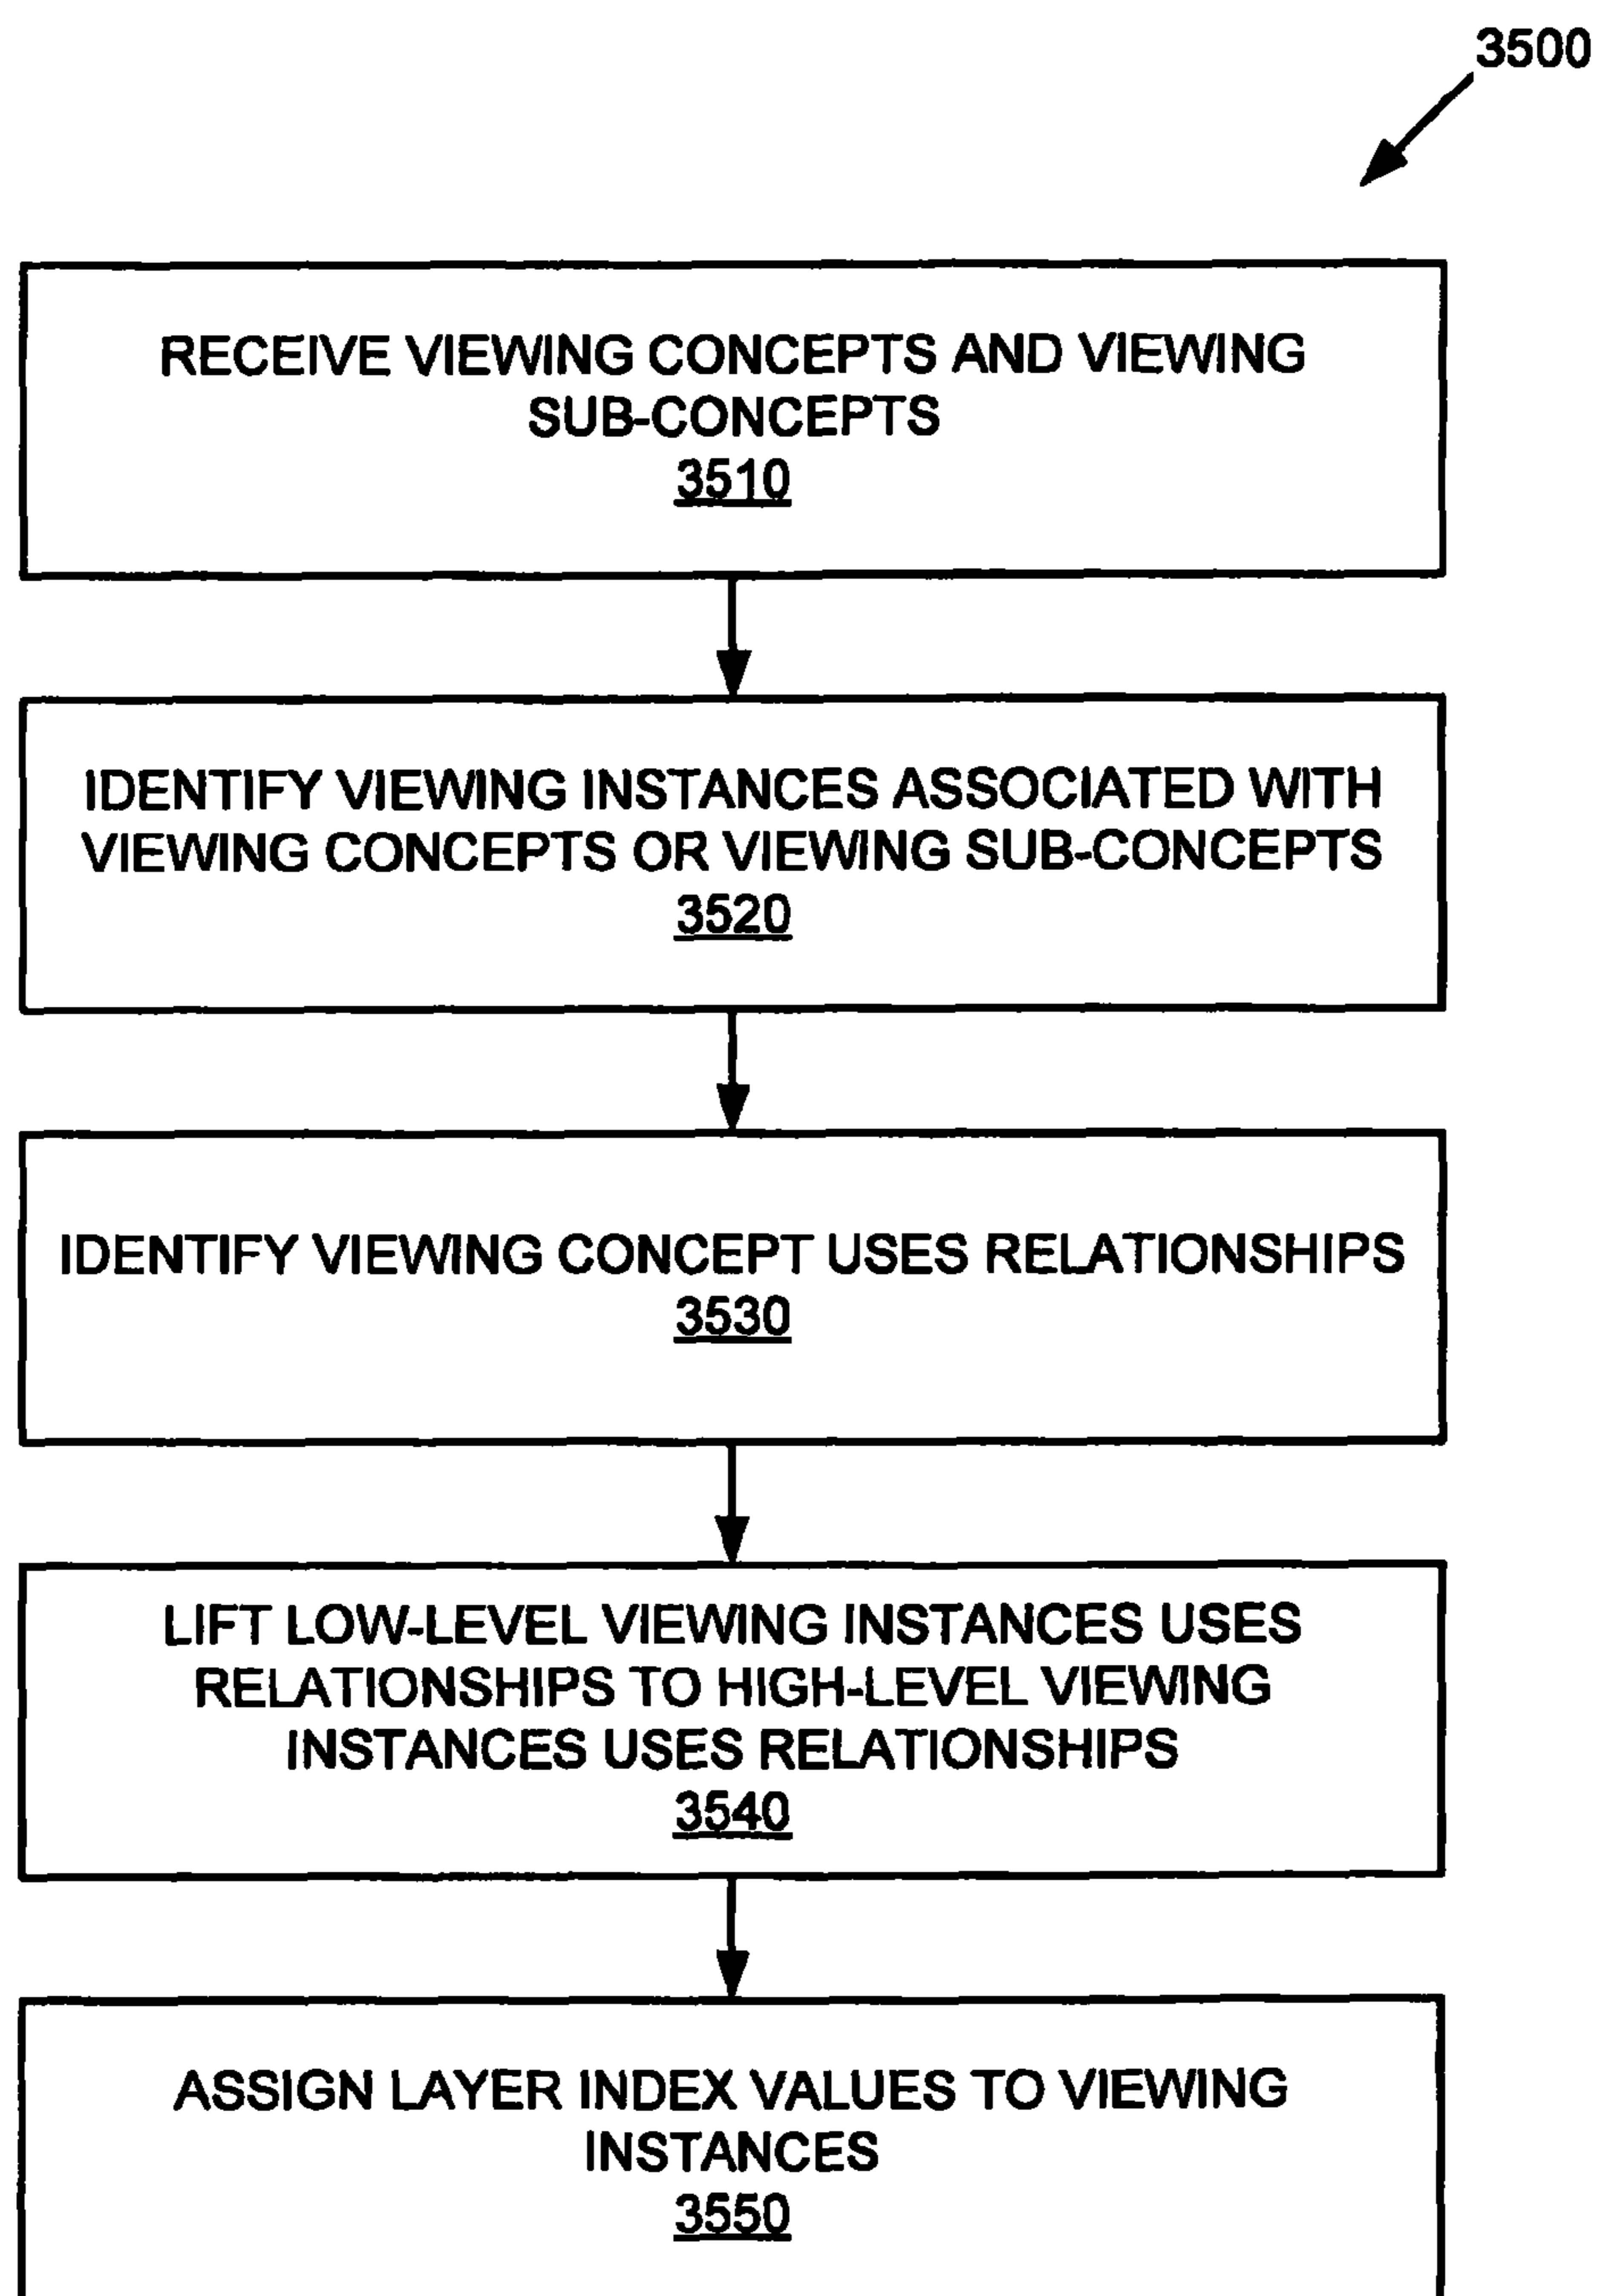 3500
RECEIVE VIEWING CONCEPTS AND VIEWING
SUB-CONCEPTS
3510
IDENTIFY VIEWING INSTANCES ASSOCIATED WITH
VIEWING CONCEPTS OR VIEWING SUB-CONCEPTS
3520
IDENTIFY VIEWING CONCEPT USES RELATIONSHIPS
3530
LIFT LOW-LEVEL VIEWING INSTANCES USES
RELATIONSHIPS TO HIGH-LEVEL VIEWING
INSTANCES USES RELATIONSHIPS
3540
ASSIGN LAYER INDEX VALUES TO VIEWING
INSTANCES
3550